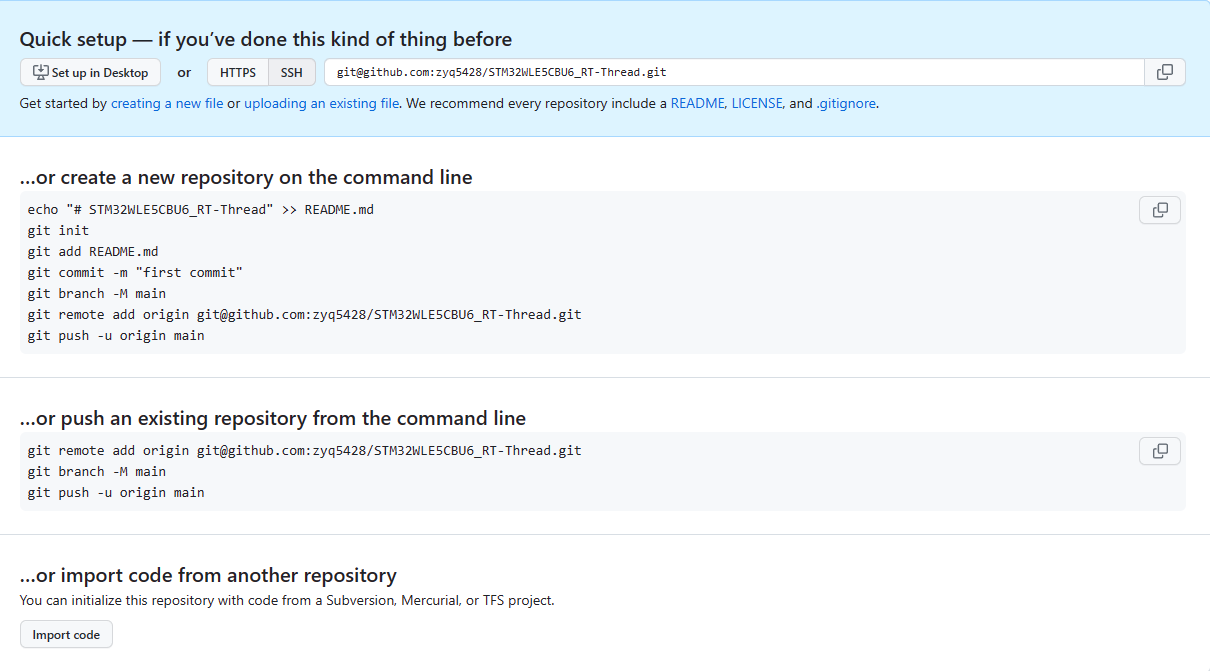 Quick setup — if you’ve done this kind of thing before
Set up in Desktop or HTTPS SSH git@github.com:zyq5428/STM32WLE5CBU6_RT-Thread.git
Get started by creating a new file or uploading an existing file. We recommend every repository include a README, LICENSE, and .gitignore.
…or create a new repository on the command line
echo "# STM32WLE5CBU6_RT-Thread" >> README.md
git init
git add README.md
git commit -m "first commit"
git branch -M main
git remote add origin git@github.com:zyq5428/STM32WLE5CBU6_RT-Thread.git
git push -u origin main
…or push an existing repository from the command line
git remote add origin git@github.com:zyq5428/STM32WLE5CBU6_RT-Thread.git
git branch -M main
git push -u origin main
…or import code from another repository
You can initialize this repository with code from a Subversion, Mercurial, or TFS project.
Import code